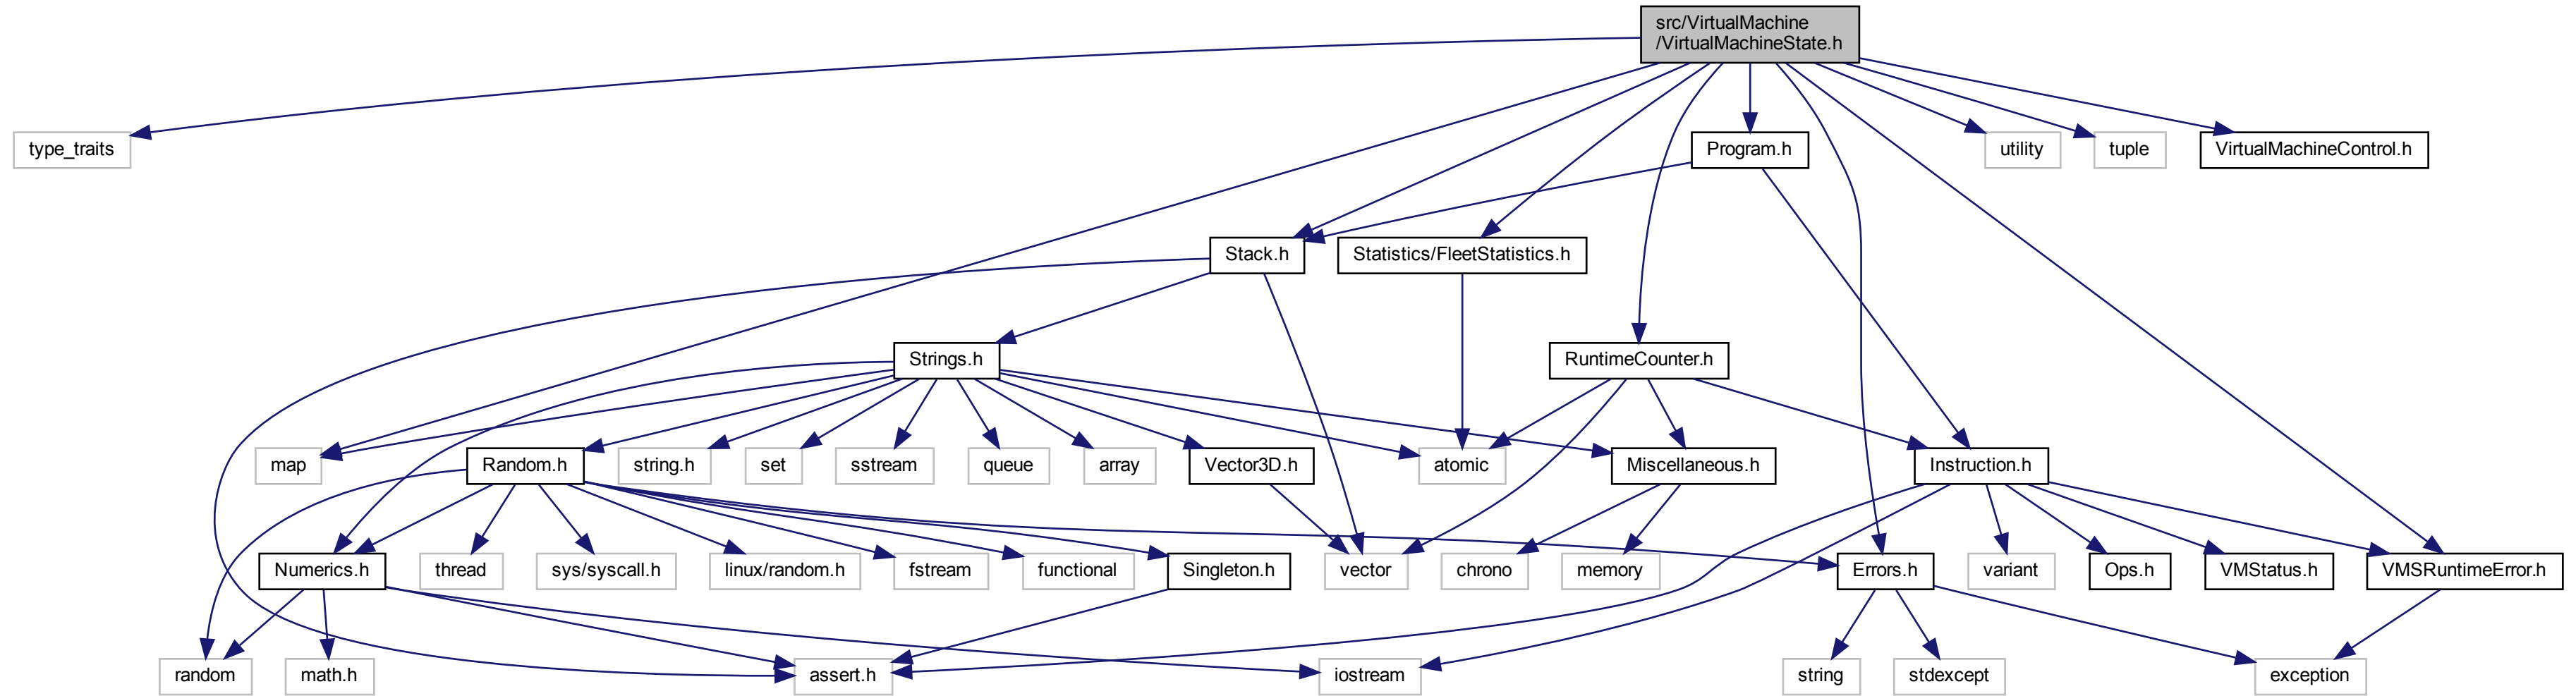 src/VirtualMachine
/VirtualMachineState.h
type_traits
Program.h
utility
tuple
VirtualMachineControl.h
Stack.h
Statistics/FleetStatistics.h
Strings.h
RuntimeCounter.h
map
Random.h
string.h
set
sstream
queue
array
Vector3D.h
atomic
Miscellaneous.h
Instruction.h
Numerics.h
thread
sys/syscall.h
linux/random.h
fstream
functional
Singleton.h
vector
chrono
memory
Errors.h
variant
Ops.h
VMStatus.h
VMSRuntimeError.h
random
math.h
assert.h
iostream
string
stdexcept
exception